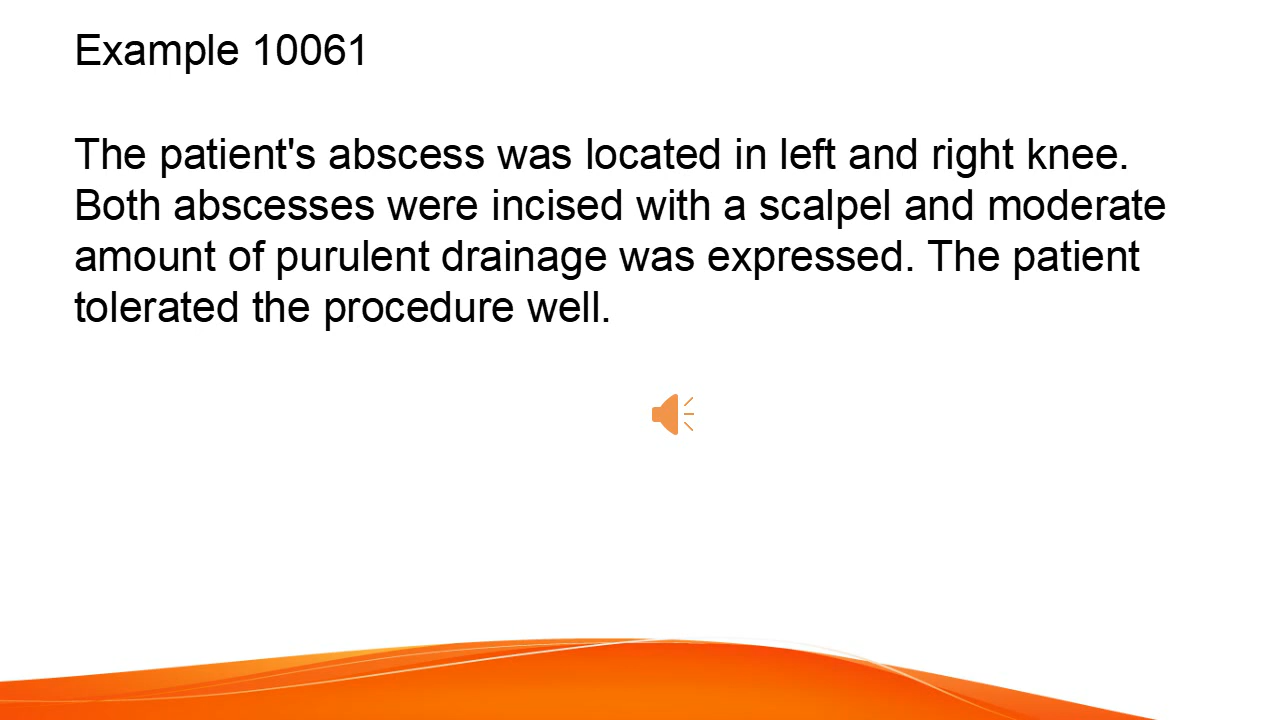 Example 10061
The patient's abscess was located in left and right knee.
Both abscesses were incised with a scalpel and moderate
amount of purulent drainage was expressed. The patient
tolerated the procedure well.